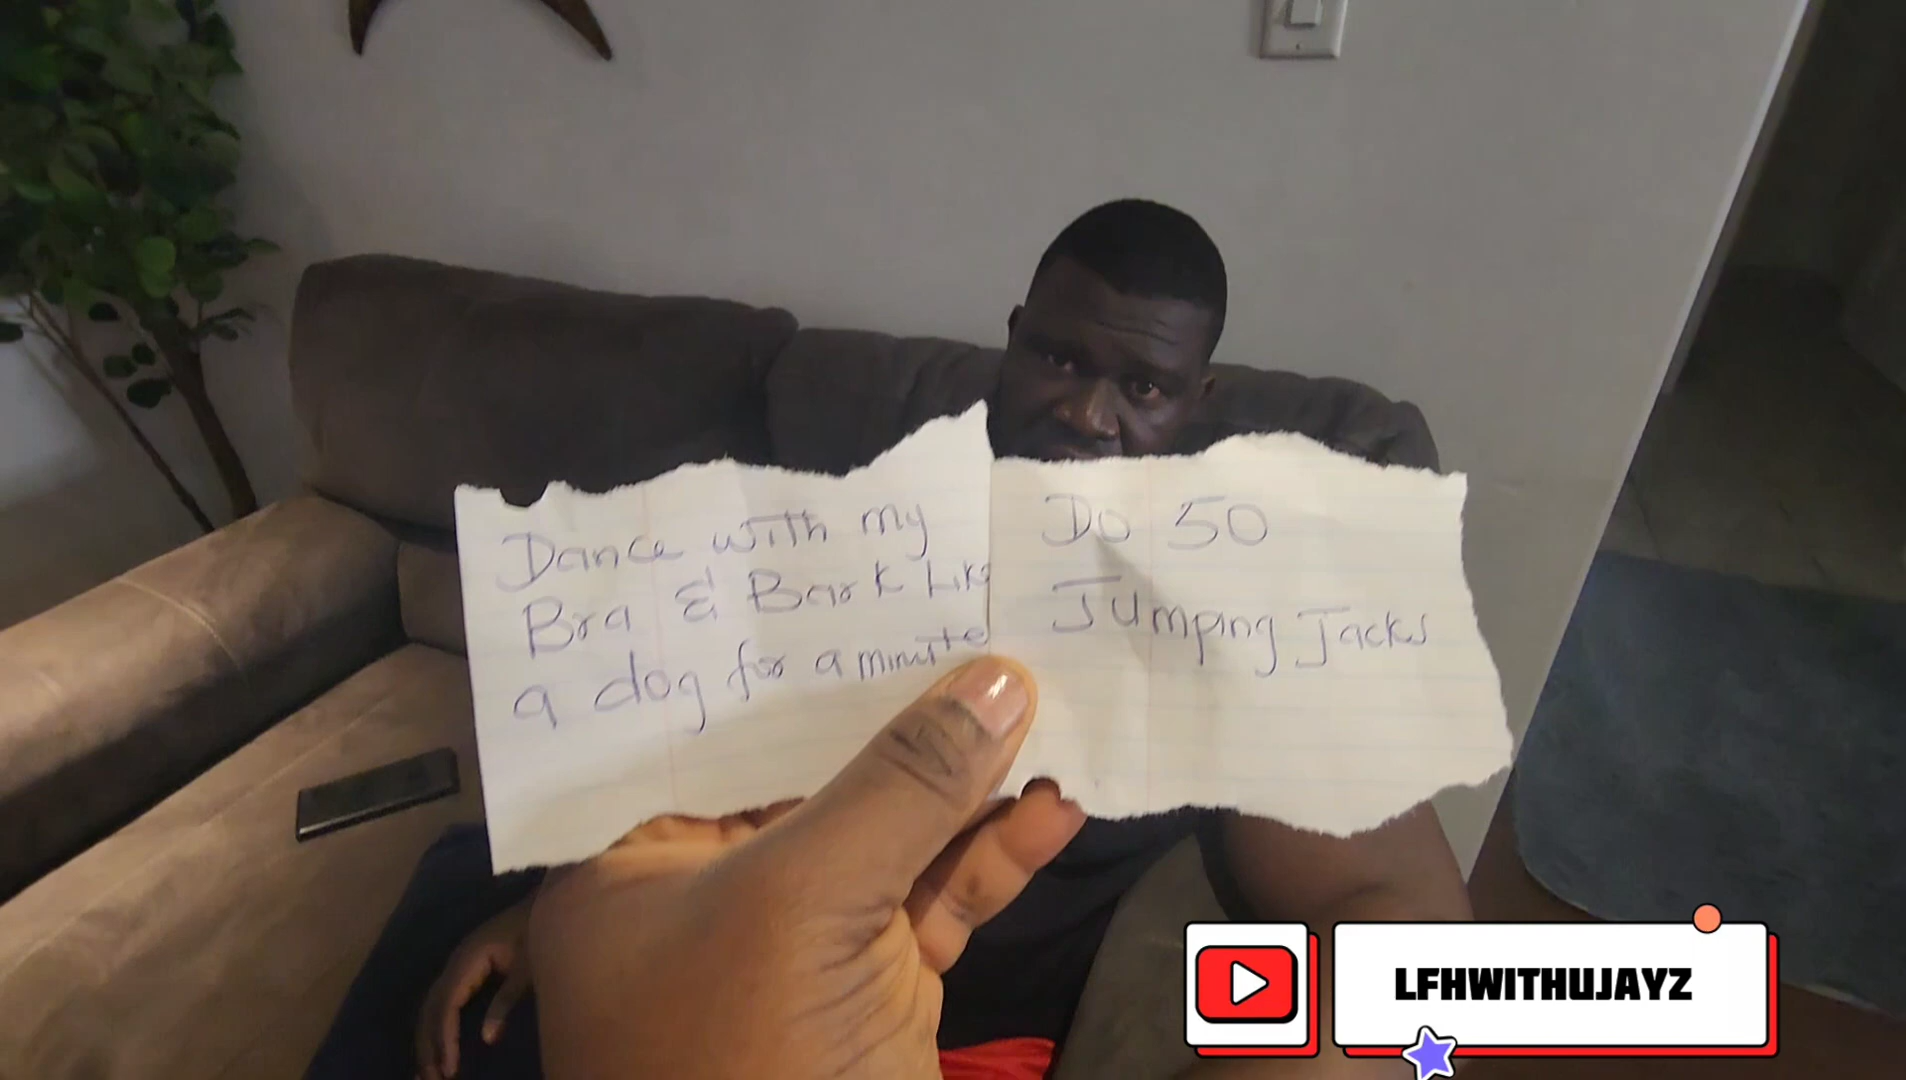 Dance with my
Bra & Bark Like
a dog for a minute
Do 50
Jumping Jacks
LFHWITHUJAYZ